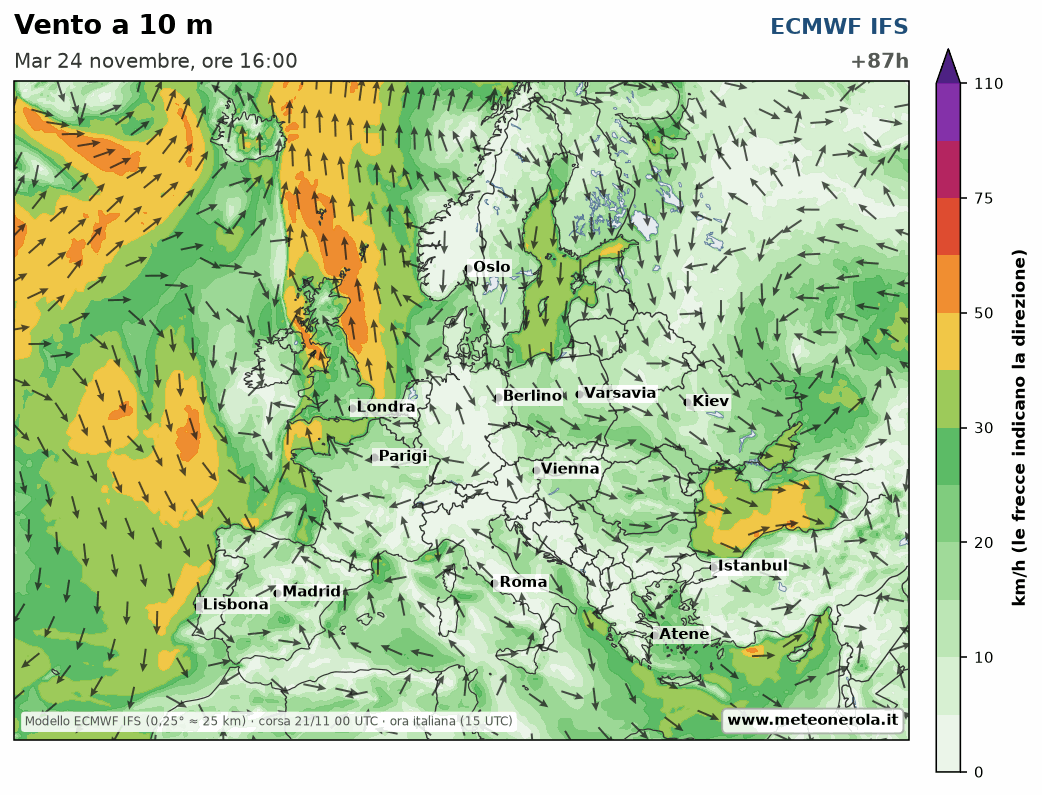 Vento a 10 m
ECMWF IFS
Mar 24 novembre, ore 16:00
+87h
110
75
50
30
20
10
0
km/h (le frecce indicano la direzione)
Oslo
Londra
Berlino
Varsavia
Kiev
Parigi
Vienna
Istanbul
Roma
Madrid
Lisbona
Atene
Modello ECMWF IFS (0,25° ≈ 25 km) · corsa 21/11 00 UTC · ora italiana (15 UTC)
www.meteonerola.it